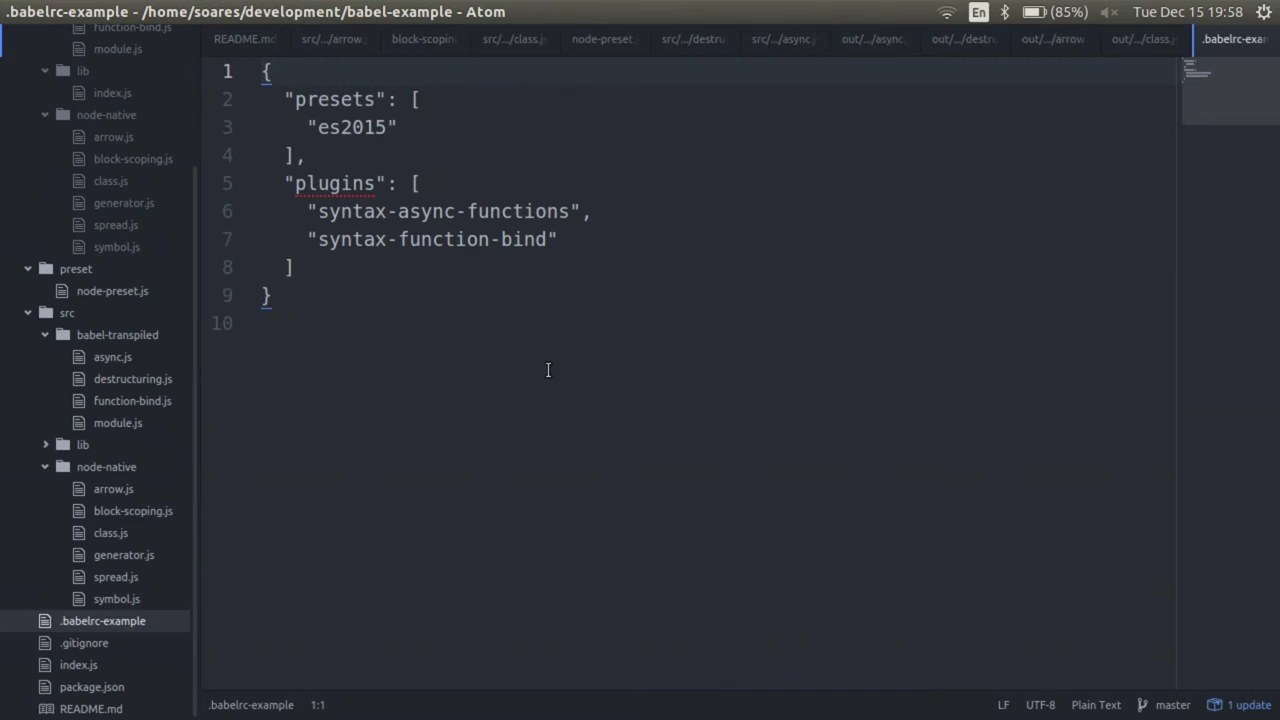 .babelrc-example - /home/soares/development/babel-example - Atom
En
(85%)
Tue Dec 15 19:58
function-bind.js
module.js
lib
index.js
node-native
arrow.js
block-scoping.js
class.js
generator.js
spread.js
symbol.js
preset
node-preset.js
src
babel-transpiled
async.js
destructuring.js
function-bind.js
module.js
lib
node-native
arrow.js
block-scoping.js
class.js
generator.js
spread.js
symbol.js
.babelrc-example
.gitignore
index.js
package.json
README.md
README.md
src/.../arrow.
block-scopin
src/.../class.js
node-preset.
src/.../destru
src/.../async.j
out/.../async.
out/.../destru
out/.../arrow
out/.../class.j
.babelrc-exa
1 {
2 "presets": [
3 "es2015"
4 ],
5 "plugins": [
6 "syntax-async-functions",
7 "syntax-function-bind"
8 ]
9 }
10
.babelrc-example 1:1
LF
UTF-8
Plain Text
master
1 update